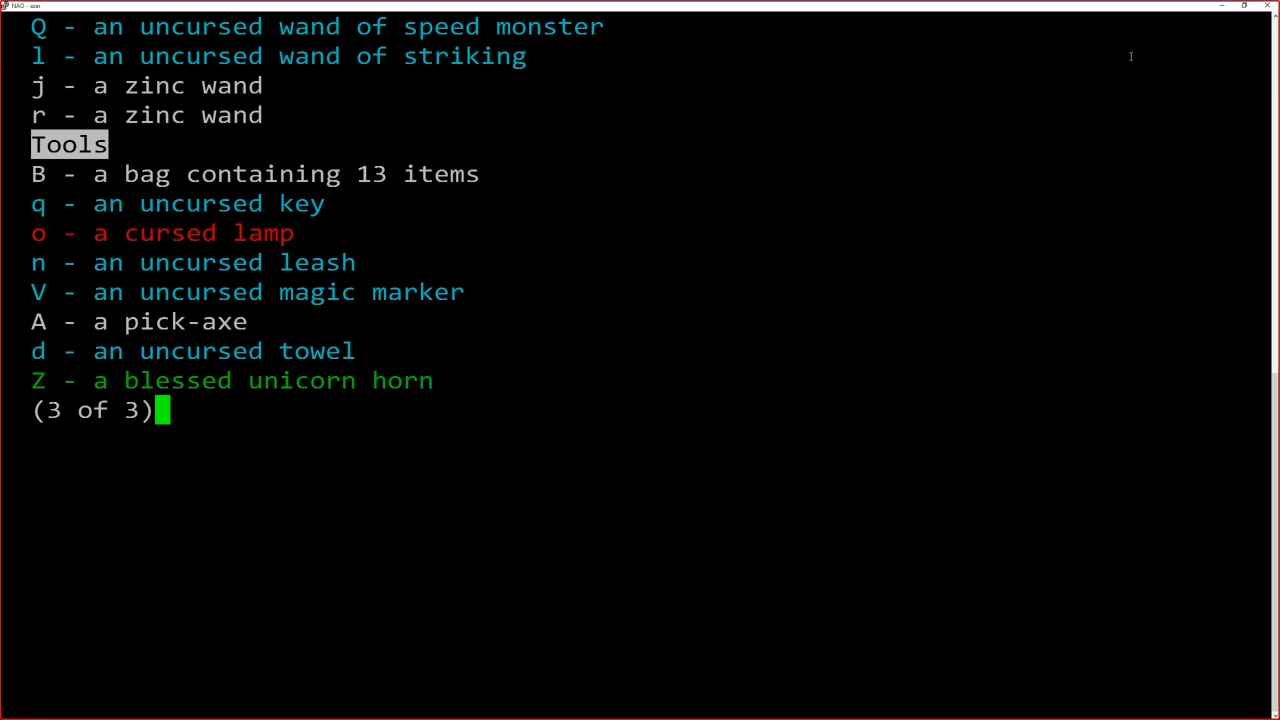 NAO - azar
Q - an uncursed wand of speed monster
l - an uncursed wand of striking
j - a zinc wand
r - a zinc wand
Tools
B - a bag containing 13 items
q - an uncursed key
o - a cursed lamp
n - an uncursed leash
V - an uncursed magic marker
A - a pick-axe
d - an uncursed towel
Z - a blessed unicorn horn
(3 of 3)